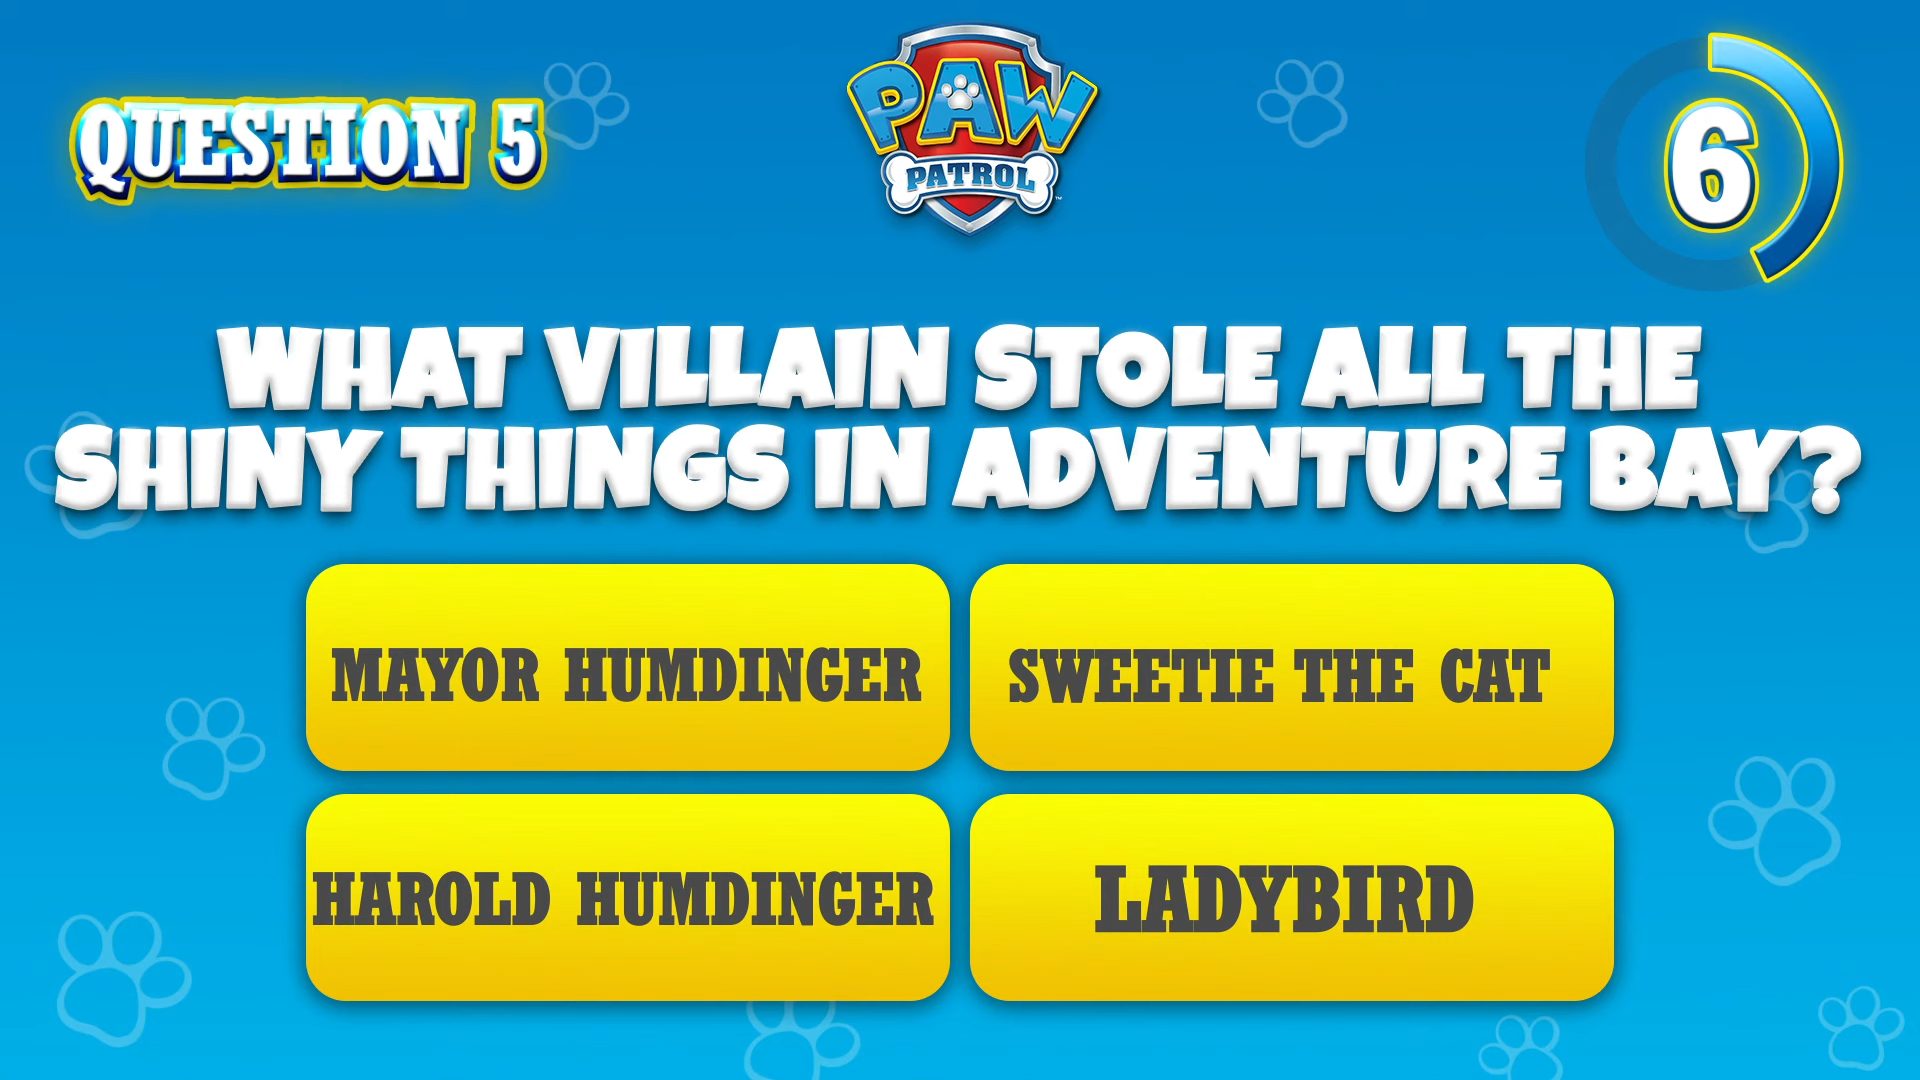 QUESTION 5
PAW
PATROL
6
WHAT VILLAIN STOLE ALL THE
SHINY THINGS IN ADVENTURE BAY?
MAYOR HUMDINGER
SWEETIE THE CAT
HAROLD HUMDINGER
LADYBIRD